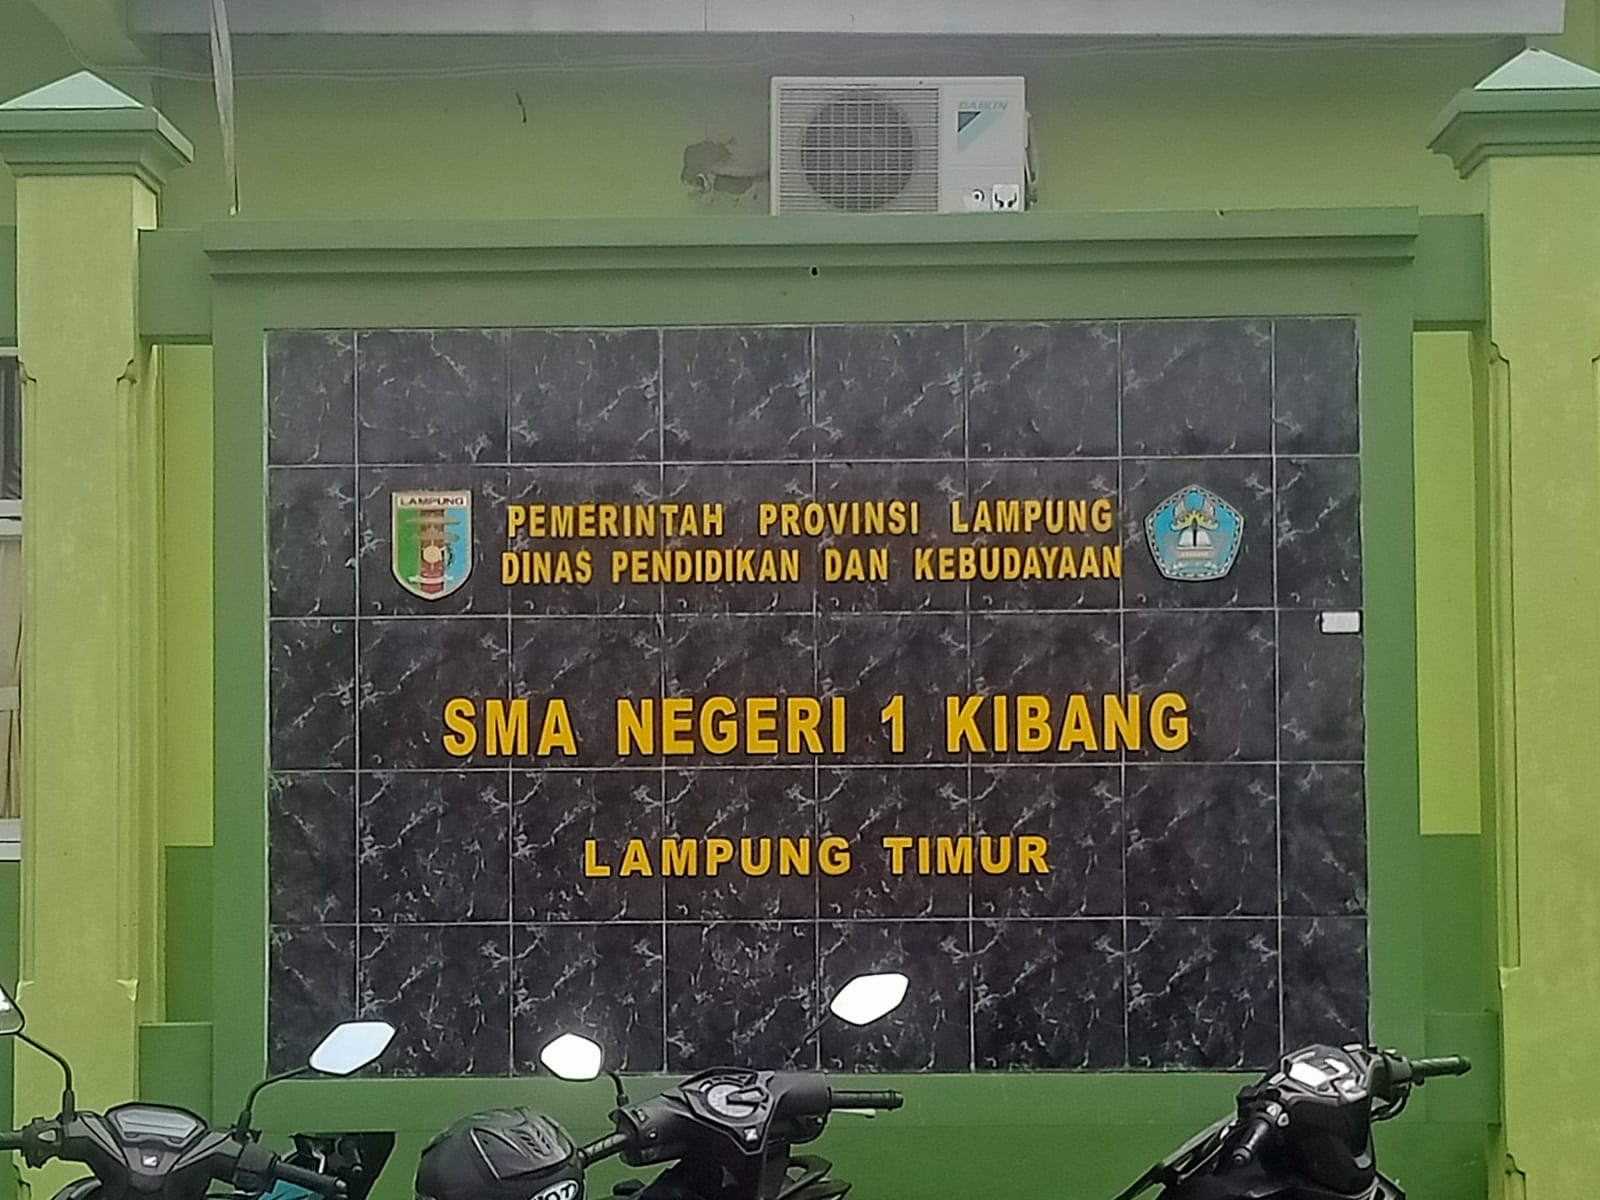 DAIKIN
LAMPUNG
PEMERINTAH PROVINSI LAMPUNG
DINAS PENDIDIKAN DAN KEBUDAYAAN
SMA NEGERI 1 KIBANG
LAMPUNG TIMUR